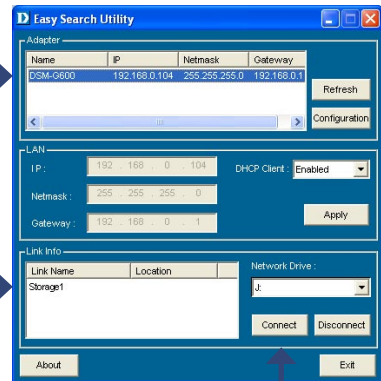 D Easy Search Utility
Adapter
Name IP Netmask Gateway
DSM-G600 192.168.0.104 255.255.255.0 192.168.0.1
Refresh
Configuration
LAN
IP: 192 . 168 . 0 . 104 DHCP Client : Enabled
Netmask : 255 . 255 . 255 . 0
Gateway : 192 . 168 . 0 . 1 Apply
Link Info
Link Name Location Network Drive :
Storage1 J:
Connect Disconnect
About Exit